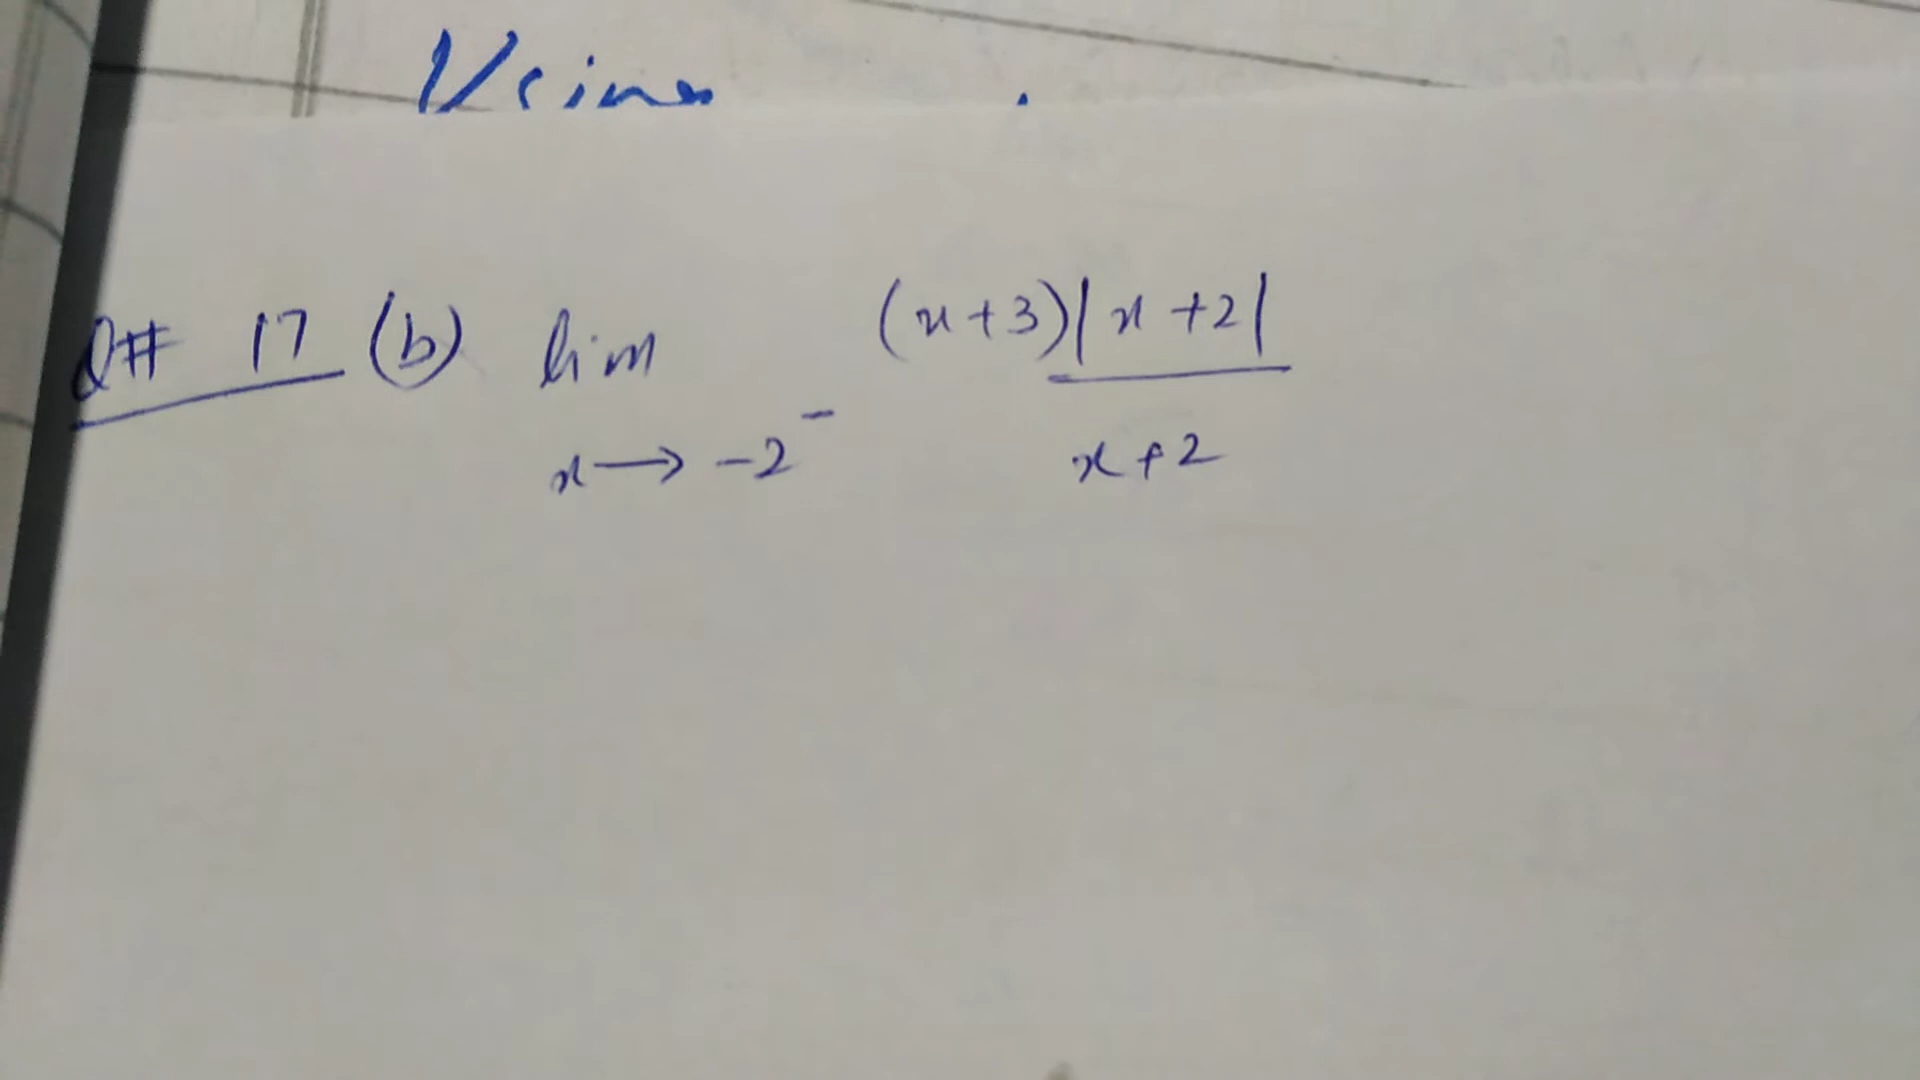 Q# 17 (b) lim (x+3)|x+2|
x → -2⁻ x+2